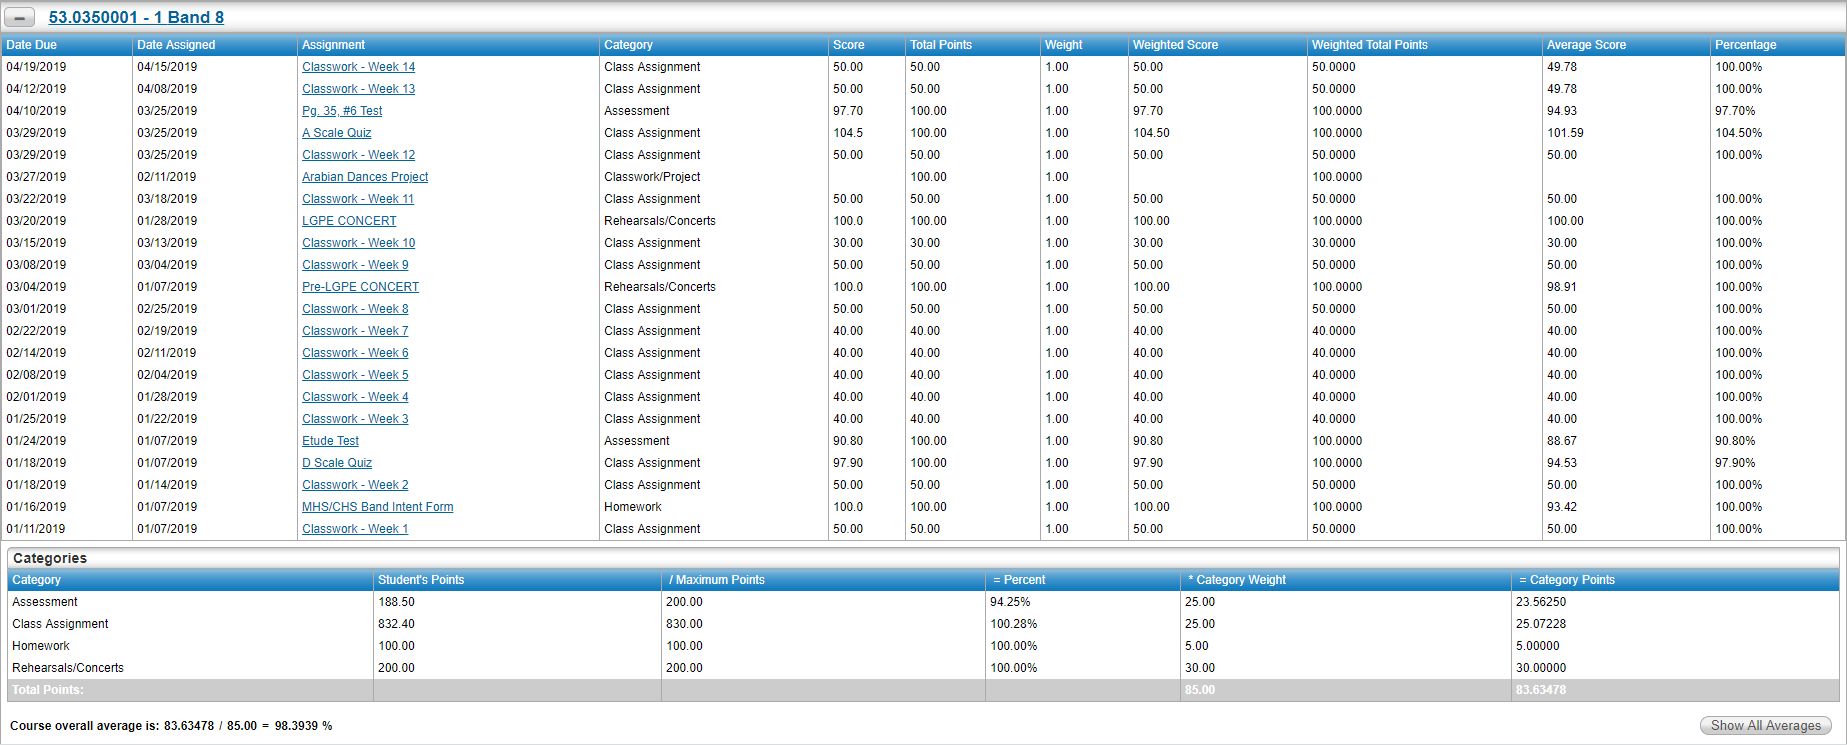 53.0350001 - 1 Band 8
Date Due Date Assigned Assignment Category Score Total Points Weight Weighted Score Weighted Total Points Average Score Percentage
04/19/2019 04/15/2019 Classwork - Week 14 Class Assignment 50.00 50.00 1.00 50.00 50.0000 49.78 100.00%
04/12/2019 04/08/2019 Classwork - Week 13 Class Assignment 50.00 50.00 1.00 50.00 50.0000 49.78 100.00%
04/10/2019 03/25/2019 Pg. 35, #6 Test Assessment 97.70 100.00 1.00 97.70 100.0000 94.93 97.70%
03/29/2019 03/25/2019 A Scale Quiz Class Assignment 104.5 100.00 1.00 104.50 100.0000 101.59 104.50%
03/29/2019 03/25/2019 Classwork - Week 12 Class Assignment 50.00 50.00 1.00 50.00 50.0000 50.00 100.00%
03/27/2019 02/11/2019 Arabian Dances Project Classwork/Project 100.00 1.00 100.0000
03/22/2019 03/18/2019 Classwork - Week 11 Class Assignment 50.00 50.00 1.00 50.00 50.0000 50.00 100.00%
03/20/2019 01/28/2019 LGPE CONCERT Rehearsals/Concerts 100.0 100.00 1.00 100.00 100.0000 100.00 100.00%
03/15/2019 03/13/2019 Classwork - Week 10 Class Assignment 30.00 30.00 1.00 30.00 30.0000 30.00 100.00%
03/08/2019 03/04/2019 Classwork - Week 9 Class Assignment 50.00 50.00 1.00 50.00 50.0000 50.00 100.00%
03/04/2019 01/07/2019 Pre-LGPE CONCERT Rehearsals/Concerts 100.0 100.00 1.00 100.00 100.0000 98.91 100.00%
03/01/2019 02/25/2019 Classwork - Week 8 Class Assignment 50.00 50.00 1.00 50.00 50.0000 50.00 100.00%
02/22/2019 02/19/2019 Classwork - Week 7 Class Assignment 40.00 40.00 1.00 40.00 40.0000 40.00 100.00%
02/14/2019 02/11/2019 Classwork - Week 6 Class Assignment 40.00 40.00 1.00 40.00 40.0000 40.00 100.00%
02/08/2019 02/04/2019 Classwork - Week 5 Class Assignment 40.00 40.00 1.00 40.00 40.0000 40.00 100.00%
02/01/2019 01/28/2019 Classwork - Week 4 Class Assignment 40.00 40.00 1.00 40.00 40.0000 40.00 100.00%
01/25/2019 01/22/2019 Classwork - Week 3 Class Assignment 40.00 40.00 1.00 40.00 40.0000 40.00 100.00%
01/24/2019 01/07/2019 Etude Test Assessment 90.80 100.00 1.00 90.80 100.0000 88.67 90.80%
01/18/2019 01/07/2019 D Scale Quiz Class Assignment 97.90 100.00 1.00 97.90 100.0000 94.53 97.90%
01/18/2019 01/14/2019 Classwork - Week 2 Class Assignment 50.00 50.00 1.00 50.00 50.0000 50.00 100.00%
01/16/2019 01/07/2019 MHS/CHS Band Intent Form Homework 100.0 100.00 1.00 100.00 100.0000 93.42 100.00%
01/11/2019 01/07/2019 Classwork - Week 1 Class Assignment 50.00 50.00 1.00 50.00 50.0000 50.00 100.00%
Categories
Category Student's Points / Maximum Points = Percent * Category Weight = Category Points
Assessment 188.50 200.00 94.25% 25.00 23.56250
Class Assignment 832.40 830.00 100.28% 25.00 25.07228
Homework 100.00 100.00 100.00% 5.00 5.00000
Rehearsals/Concerts 200.00 200.00 100.00% 30.00 30.00000
Total Points: 85.00 83.63478
Course overall average is: 83.63478 / 85.00 = 98.3939 %
Show All Averages